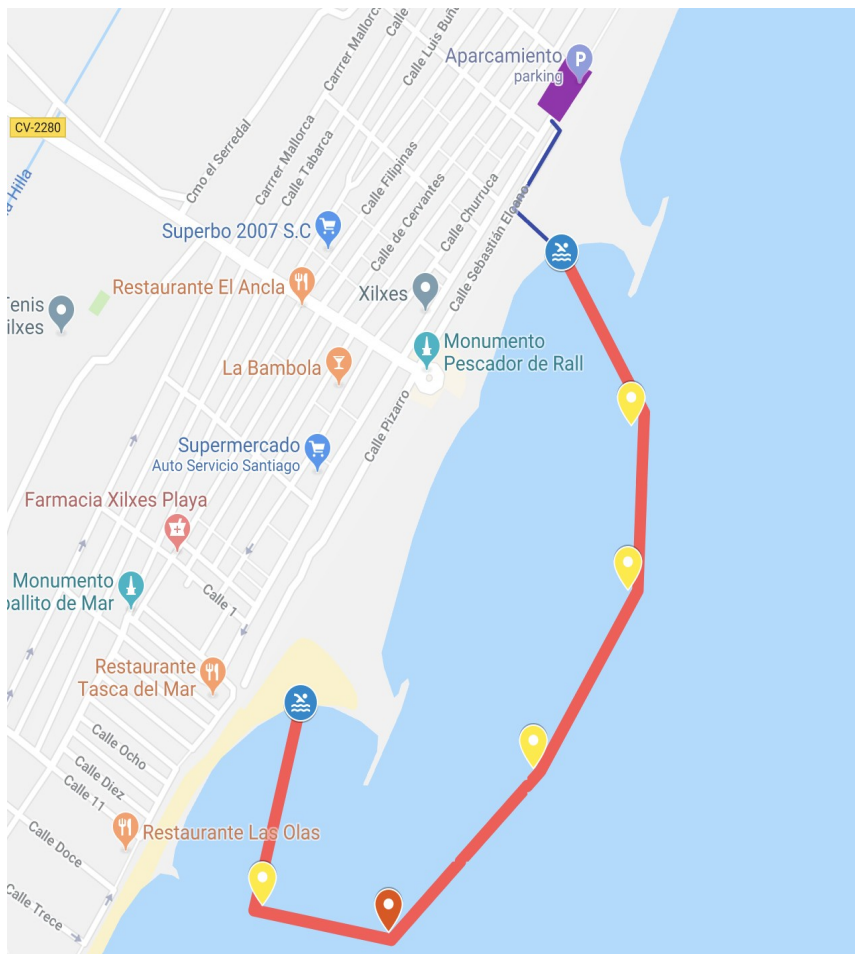 Aparcamiento
parking
P
Calle
Calle Luis Buñ
Carrer Mallorca
CV-2280
Cmo el Serredal
Carrer Mallorca
Calle Tabarca
Calle Filipinas
Calle de Cervantes
Calle Churruca
Calle Sebastián Elcano
Hilla
Superbo 2007 S.C
Restaurante El Ancla
Xilxes
Tenis
ilxes
Monumento
Pescador de Rall
La Bambola
Calle Pizarro
Supermercado
Auto Servicio Santiago
Farmacia Xilxes Playa
Calle 1
Monumento
ballito de Mar
Restaurante
Tasca del Mar
Calle Ocho
Calle Diez
Calle 11
Restaurante Las Olas
Calle Doce
Calle Trece